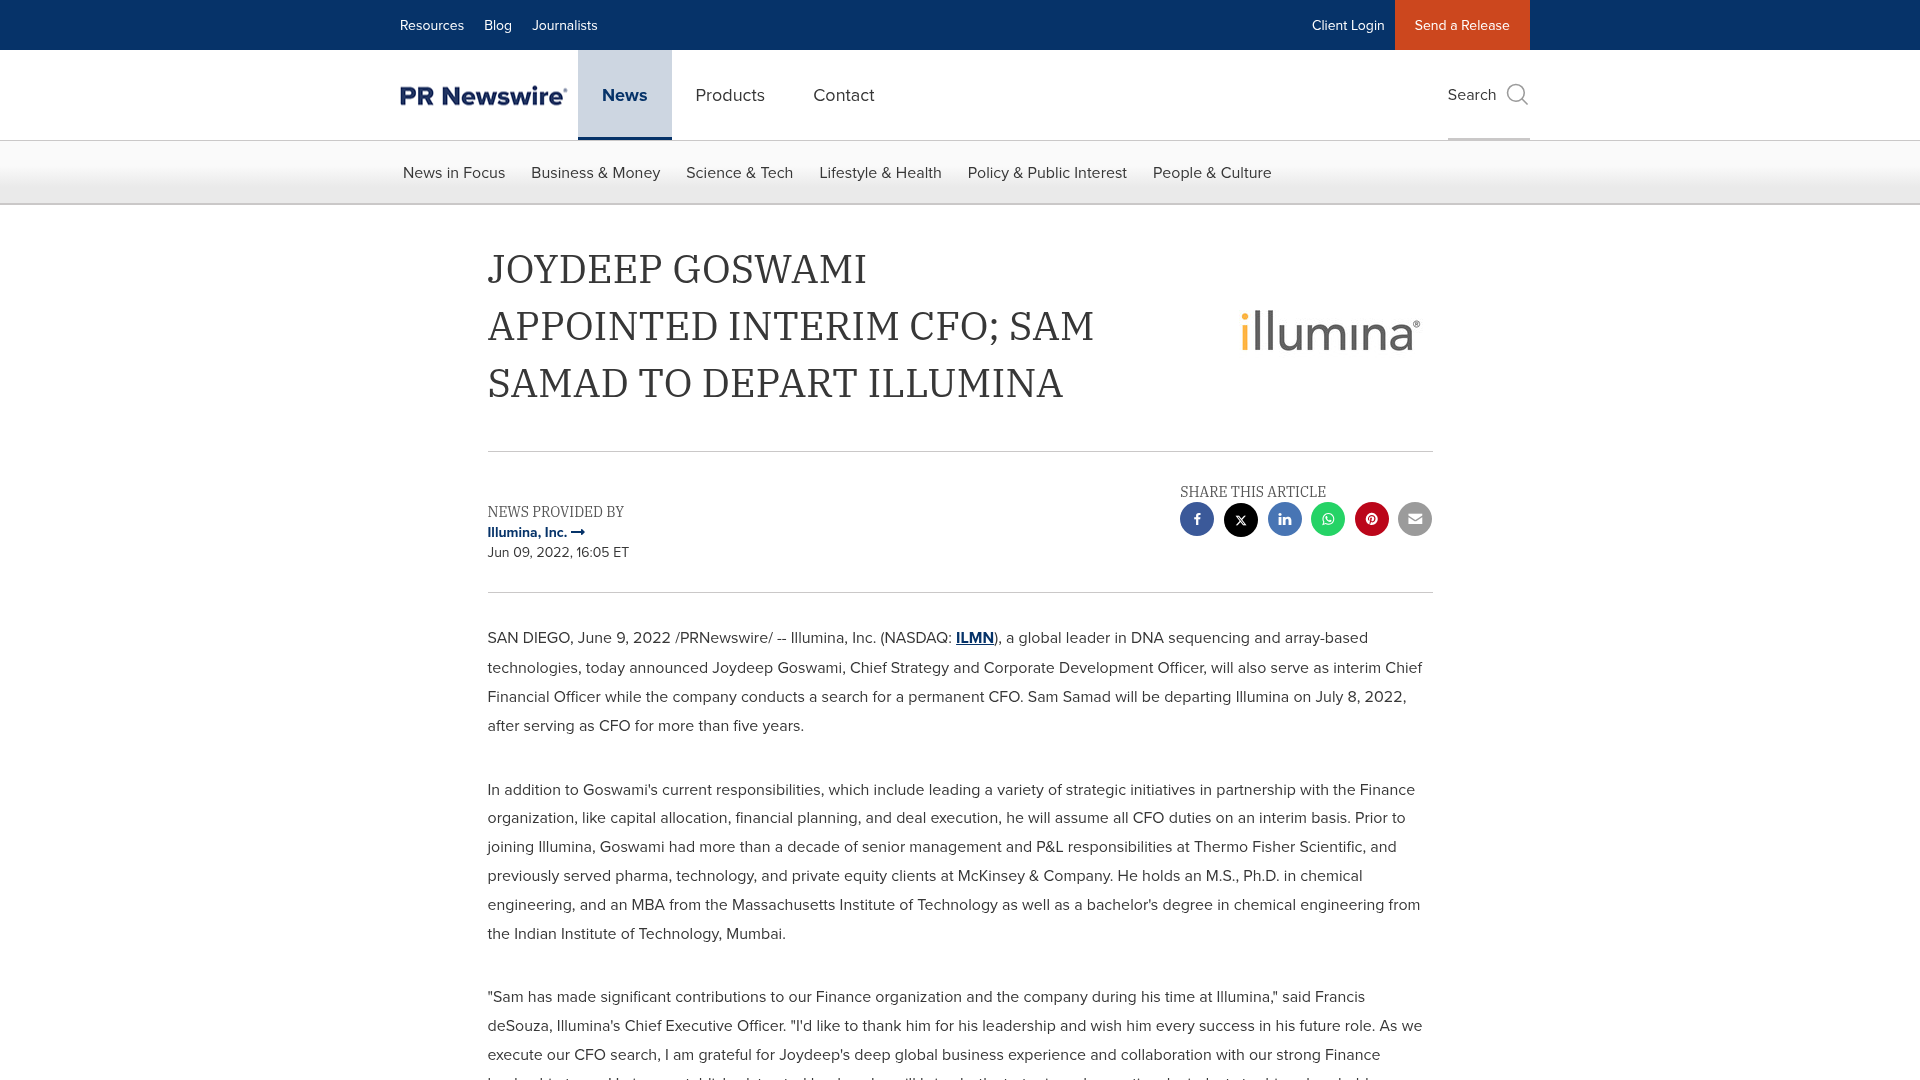 Resources Blog Journalists Client Login Send a Release
PR Newswire® News Products Contact Search
News in Focus Business & Money Science & Tech Lifestyle & Health Policy & Public Interest People & Culture
JOYDEEP GOSWAMI
APPOINTED INTERIM CFO; SAM
SAMAD TO DEPART ILLUMINA
illumina®
SHARE THIS ARTICLE
NEWS PROVIDED BY
Illumina, Inc.
Jun 09, 2022, 16:05 ET
SAN DIEGO, June 9, 2022 /PRNewswire/ -- Illumina, Inc. (NASDAQ: ILMN), a global leader in DNA sequencing and array-based
technologies, today announced Joydeep Goswami, Chief Strategy and Corporate Development Officer, will also serve as interim Chief
Financial Officer while the company conducts a search for a permanent CFO. Sam Samad will be departing Illumina on July 8, 2022,
after serving as CFO for more than five years.
In addition to Goswami's current responsibilities, which include leading a variety of strategic initiatives in partnership with the Finance
organization, like capital allocation, financial planning, and deal execution, he will assume all CFO duties on an interim basis. Prior to
joining Illumina, Goswami had more than a decade of senior management and P&L responsibilities at Thermo Fisher Scientific, and
previously served pharma, technology, and private equity clients at McKinsey & Company. He holds an M.S., Ph.D. in chemical
engineering, and an MBA from the Massachusetts Institute of Technology as well as a bachelor's degree in chemical engineering from
the Indian Institute of Technology, Mumbai.
"Sam has made significant contributions to our Finance organization and the company during his time at Illumina," said Francis
deSouza, Illumina's Chief Executive Officer. "I'd like to thank him for his leadership and wish him every success in his future role. As we
execute our CFO search, I am grateful for Joydeep's deep global business experience and collaboration with our strong Finance